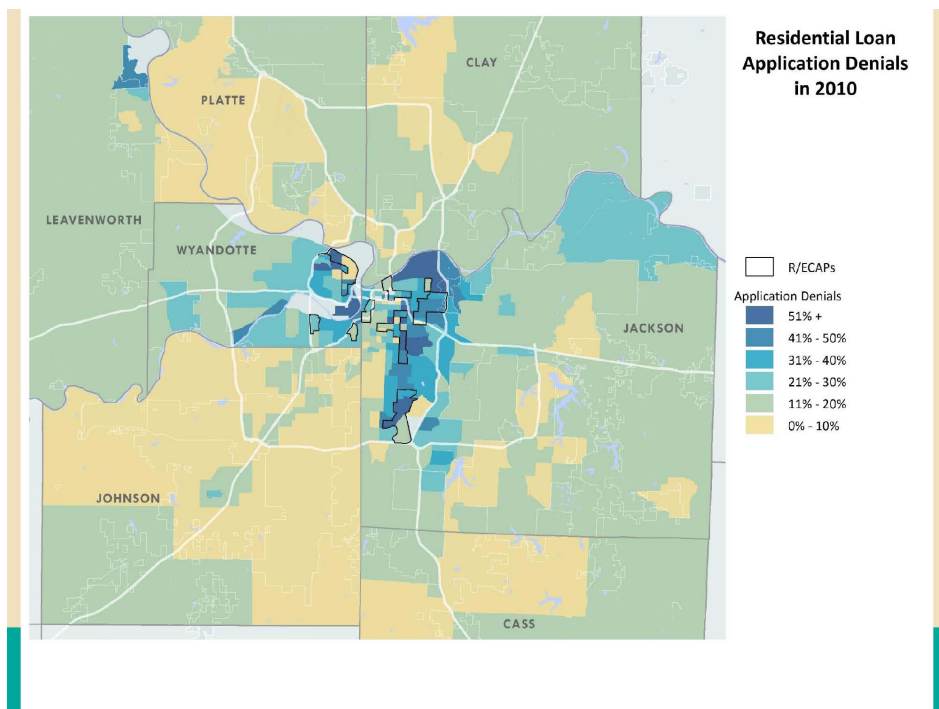 Residential Loan
Application Denials
in 2010
CLAY
PLATTE
LEAVENWORTH
WYANDOTTE
JACKSON
JOHNSON
CASS
R/ECAPs
Application Denials
51% +
41% - 50%
31% - 40%
21% - 30%
11% - 20%
0% - 10%